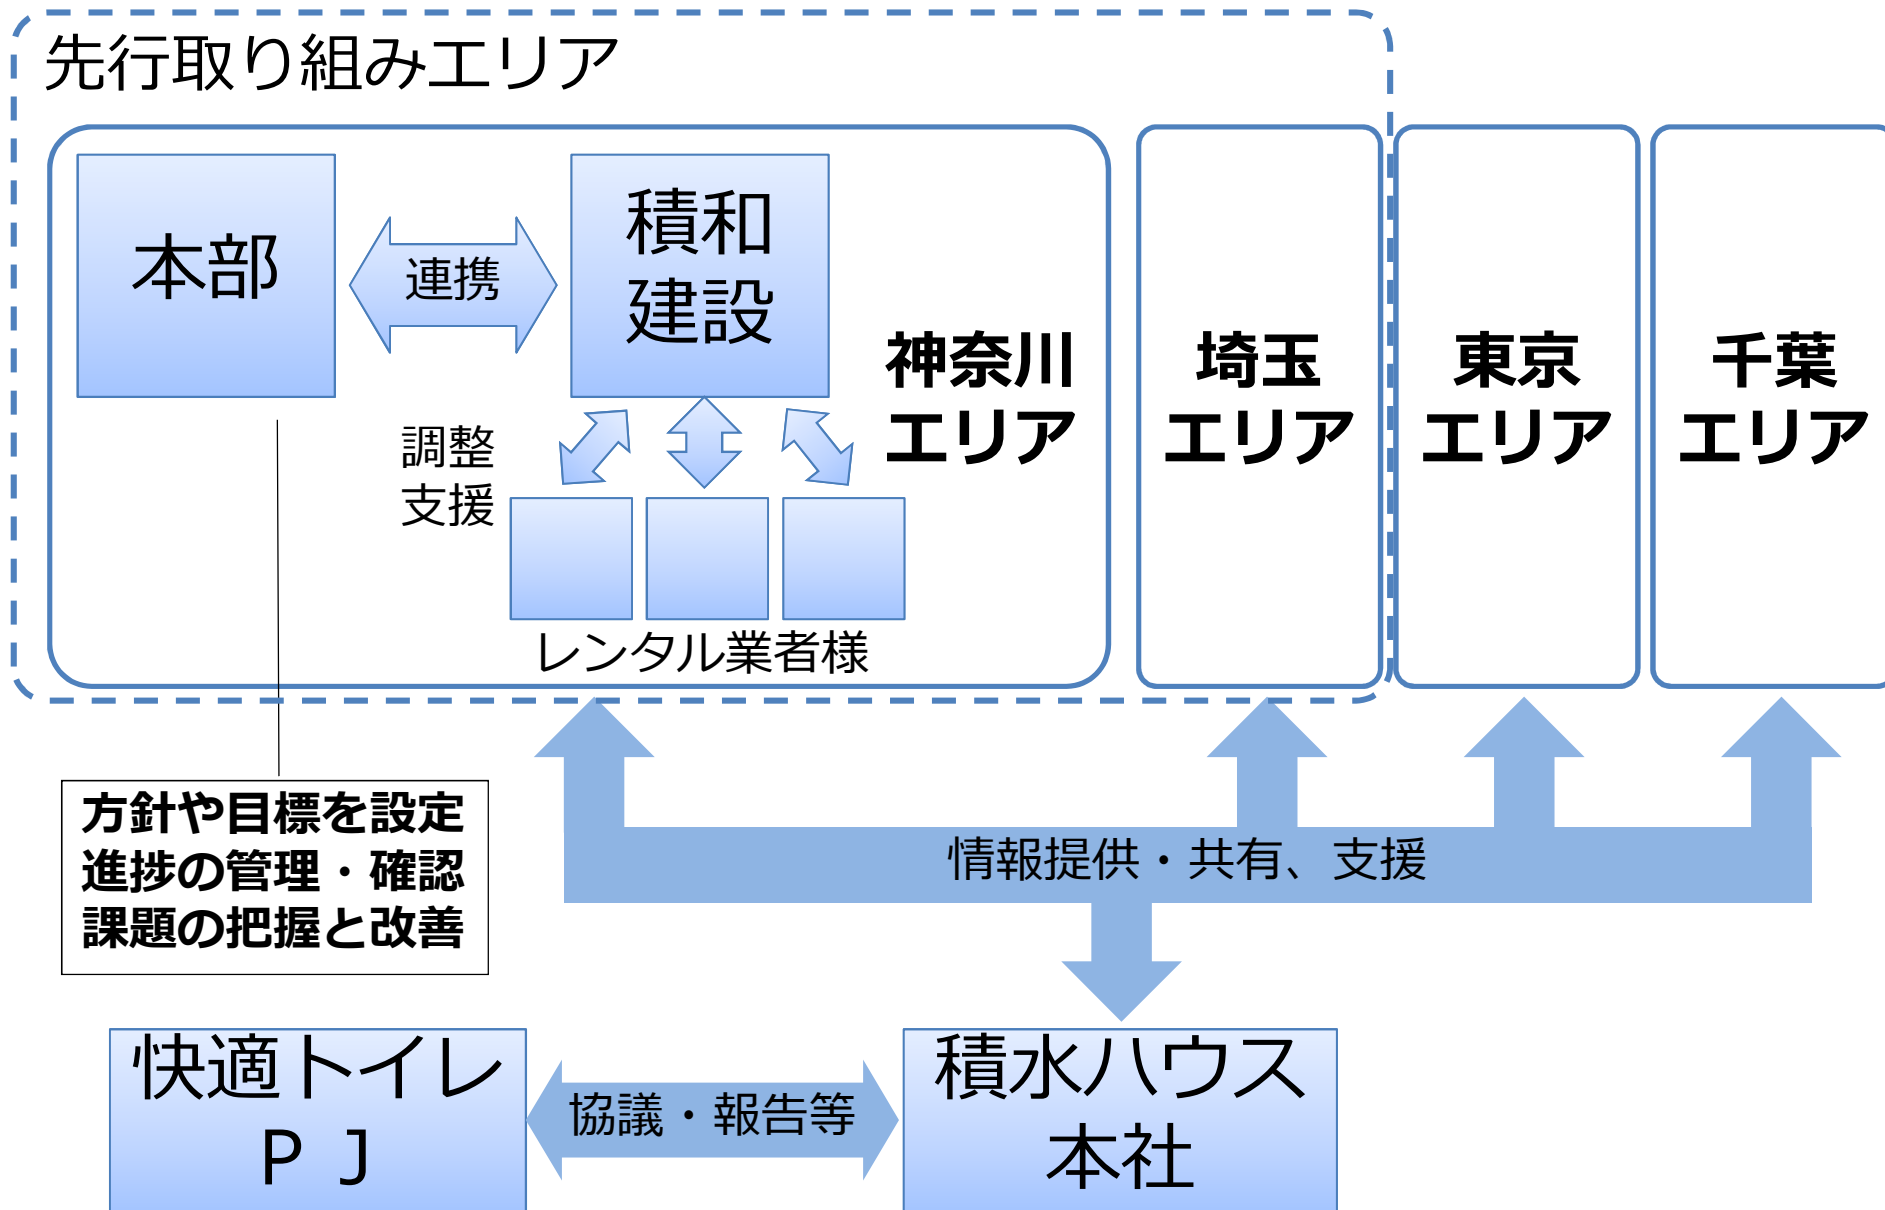 先行取り組みエリア
本部
連携
積和
建設
調整
支援
レンタル業者様
神奈川
エリア
埼玉
エリア
東京
エリア
千葉
エリア
方針や目標を設定
進捗の管理・確認
課題の把握と改善
情報提供・共有、支援
快適トイレ
ＰＪ
協議・報告等
積水ハウス
本社